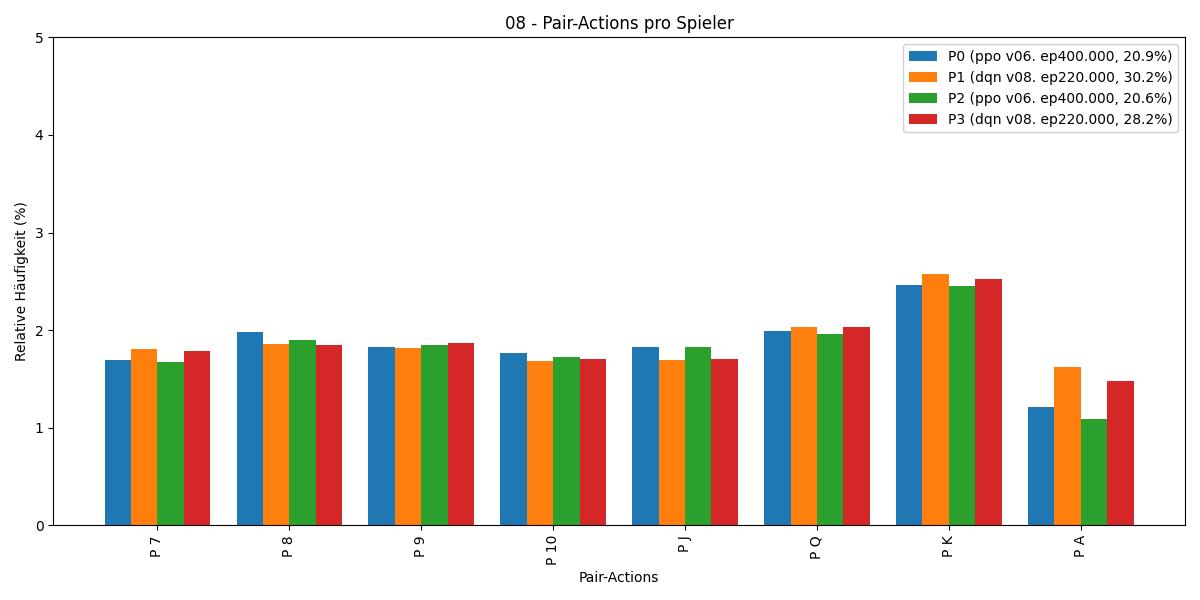 08 - Pair-Actions pro Spieler
P0 (ppo v06. ep400.000, 20.9%)
P1 (dqn v08. ep220.000, 30.2%)
P2 (ppo v06. ep400.000, 20.6%)
P3 (dqn v08. ep220.000, 28.2%)
Relative Häufigkeit (%)
5
4
3
2
1
0
P 7
P 8
P 9
P 10
P J
P Q
P K
P A
Pair-Actions